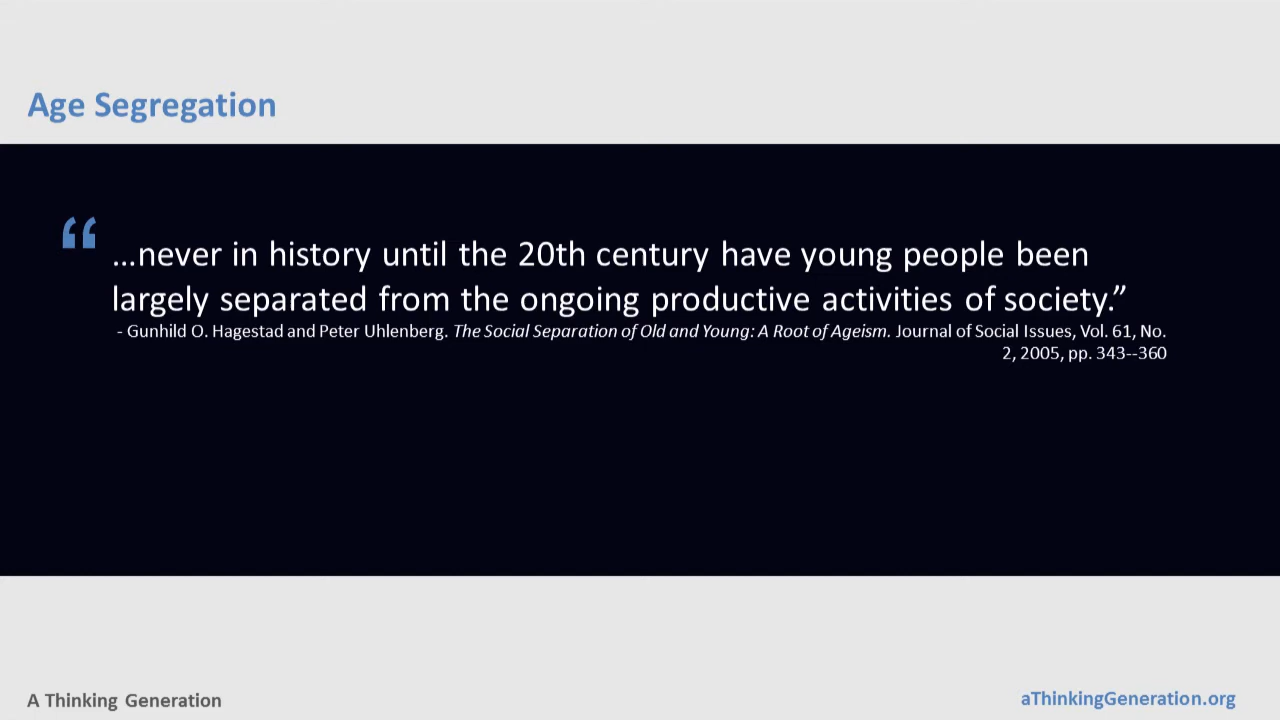 Age Segregation
“
…never in history until the 20th century have young people been
largely separated from the ongoing productive activities of society.”
- Gunhild O. Hagestad and Peter Uhlenberg. The Social Separation of Old and Young: A Root of Ageism. Journal of Social Issues, Vol. 61, No.
2, 2005, pp. 343--360
A Thinking Generation
aThinkingGeneration.org